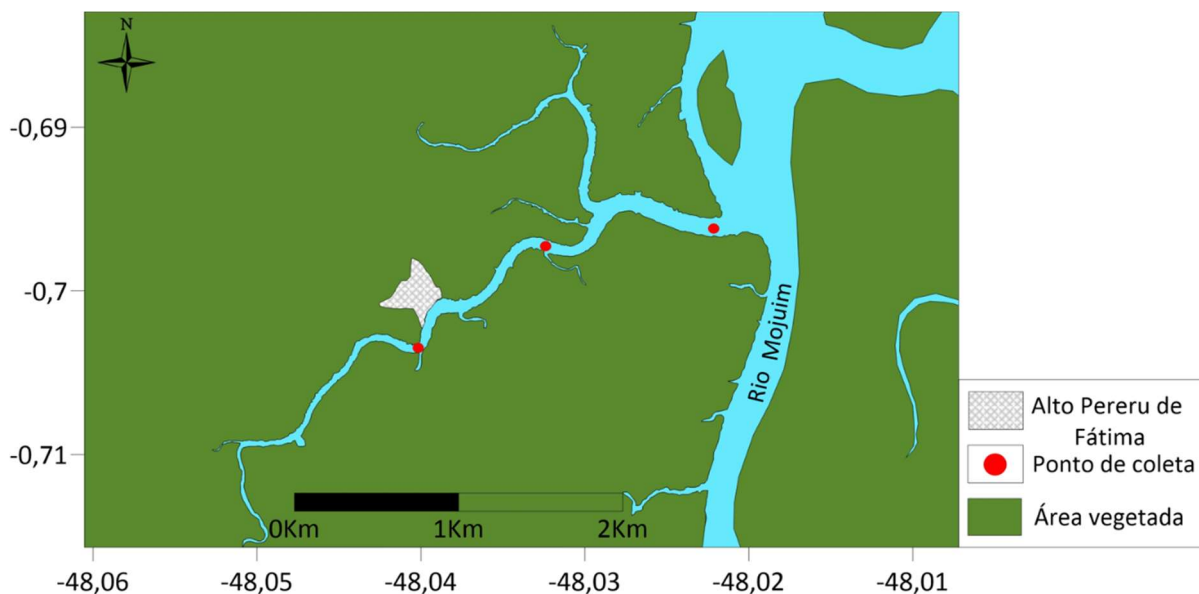 N
-0,69
-0,7
-0,71
Rio Mojuim
0Km 1Km 2Km
-48,06 -48,05 -48,04 -48,03 -48,02 -48,01
Alto Pereru de
Fátima
Ponto de coleta
Área vegetada